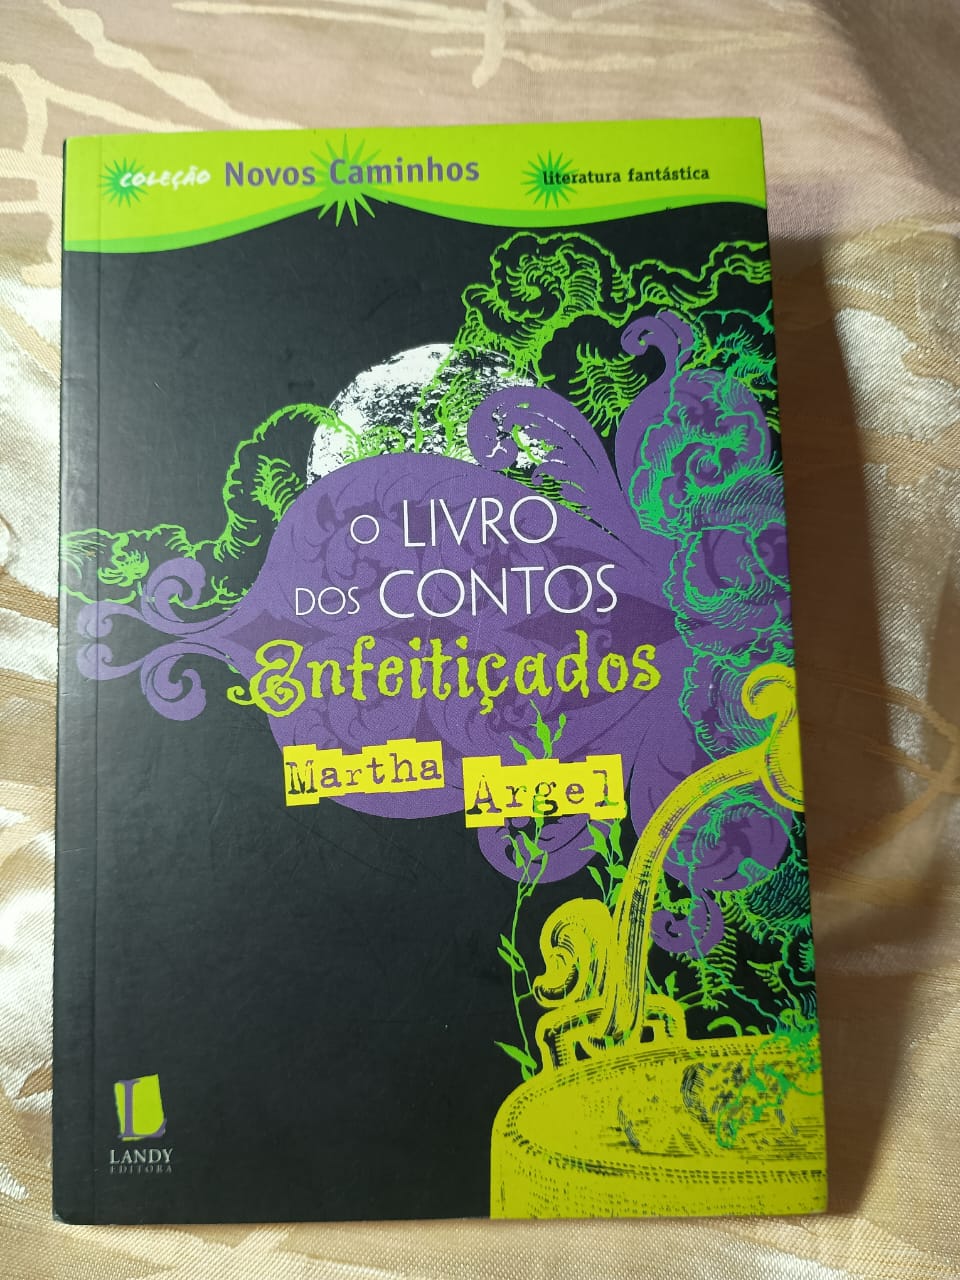 COLEÇÃO Novos Caminhos literatura fantástica
O LIVRO
DOS CONTOS
Enfeitiçados
Martha Argel
L
LANDY
EDITORA